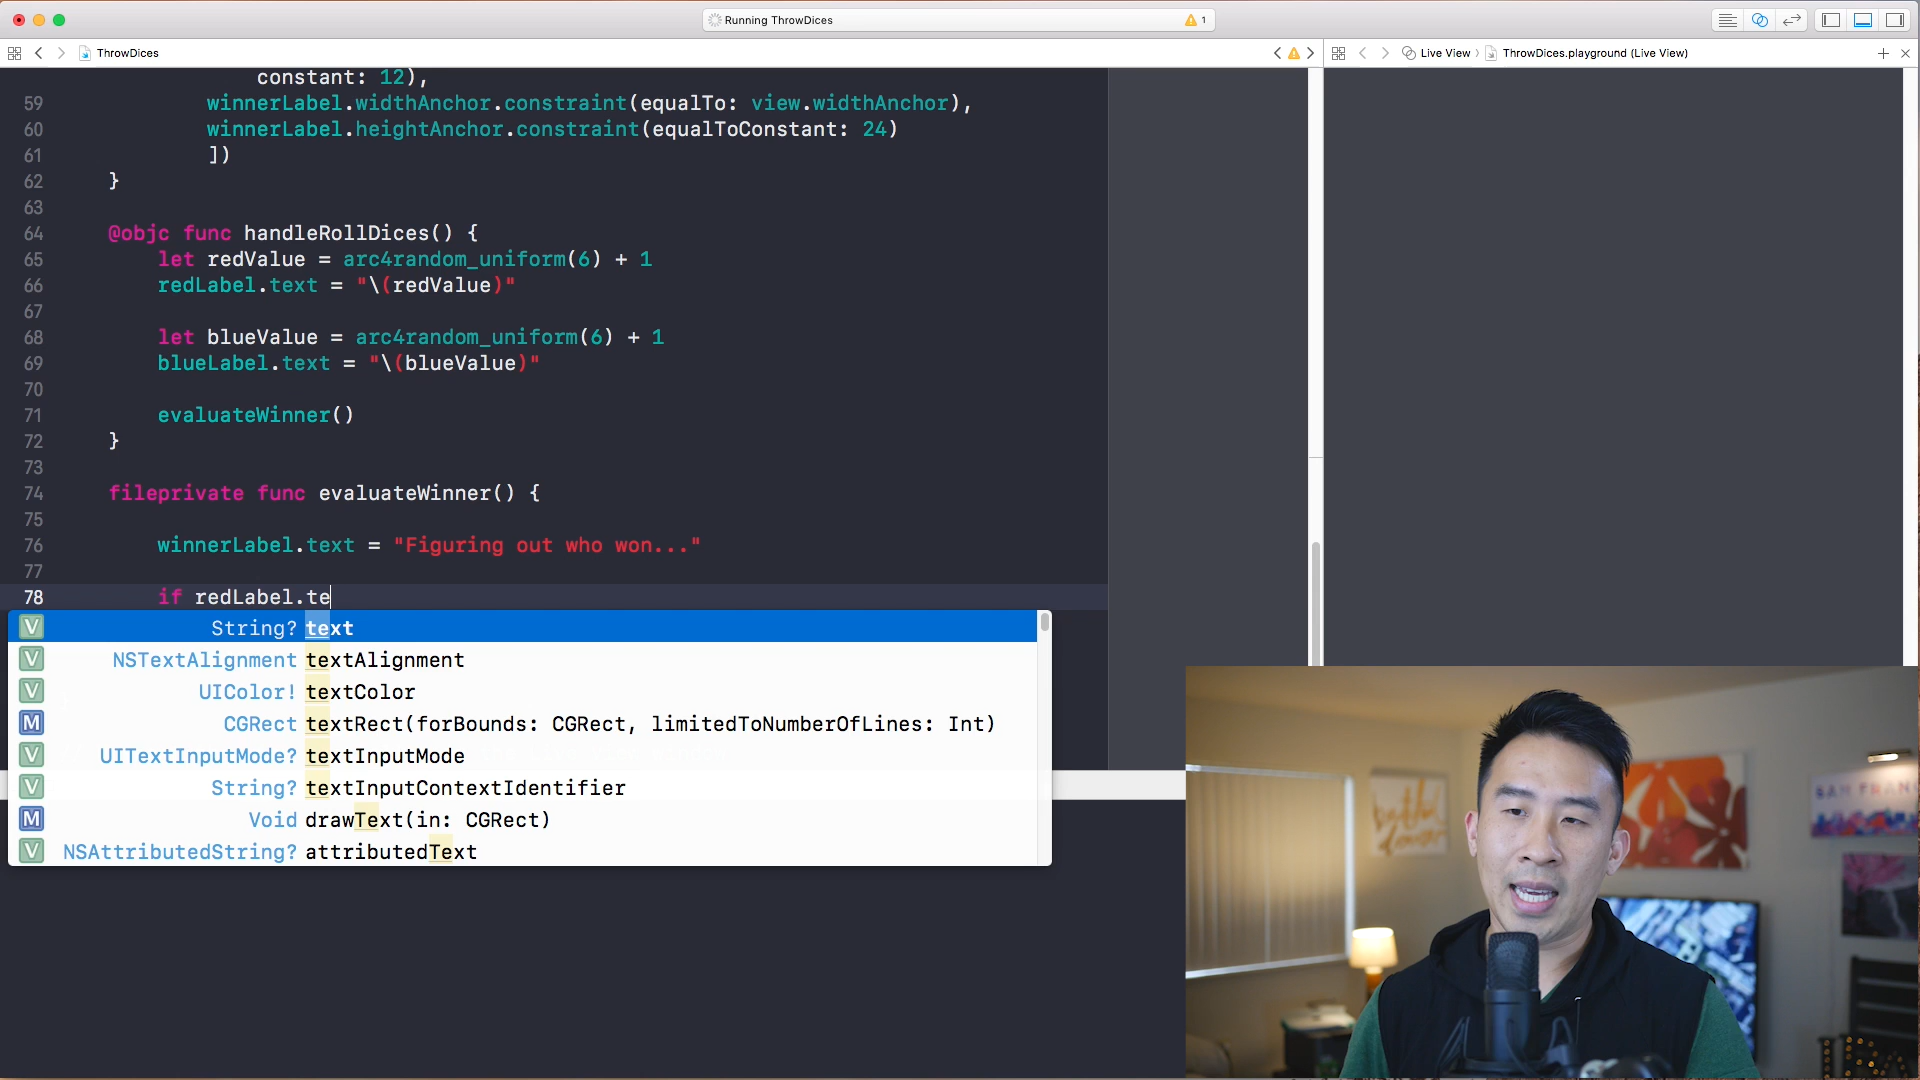 Running ThrowDices
1
ThrowDices
Live View
ThrowDices.playground (Live View)
constant: 12),
59 winnerLabel.widthAnchor.constraint(equalTo: view.widthAnchor),
60 winnerLabel.heightAnchor.constraint(equalToConstant: 24)
61 ])
62 }
63
64 @objc func handleRollDices() {
65 let redValue = arc4random_uniform(6) + 1
66 redLabel.text = "\(redValue)"
67
68 let blueValue = arc4random_uniform(6) + 1
69 blueLabel.text = "\(blueValue)"
70
71 evaluateWinner()
72 }
73
74 fileprivate func evaluateWinner() {
75
76 winnerLabel.text = "Figuring out who won..."
77
78 if redLabel.te
V String? text
V NSTextAlignment textAlignment
V UIColor! textColor
M CGRect textRect(forBounds: CGRect, limitedToNumberOfLines: Int)
V UITextInputMode? textInputMode
V String? textInputContextIdentifier
M Void drawText(in: CGRect)
V NSAttributedString? attributedText